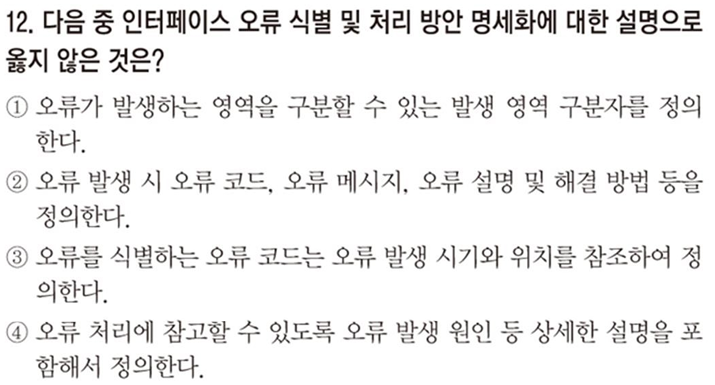 12. 다음 중 인터페이스 오류 식별 및 처리 방안 명세화에 대한 설명으로
옳지 않은 것은?
① 오류가 발생하는 영역을 구분할 수 있는 발생 영역 구분자를 정의
한다.
② 오류 발생 시 오류 코드, 오류 메시지, 오류 설명 및 해결 방법 등을
정의한다.
③ 오류를 식별하는 오류 코드는 오류 발생 시기와 위치를 참조하여 정
의한다.
④ 오류 처리에 참고할 수 있도록 오류 발생 원인 등 상세한 설명을 포
함해서 정의한다.